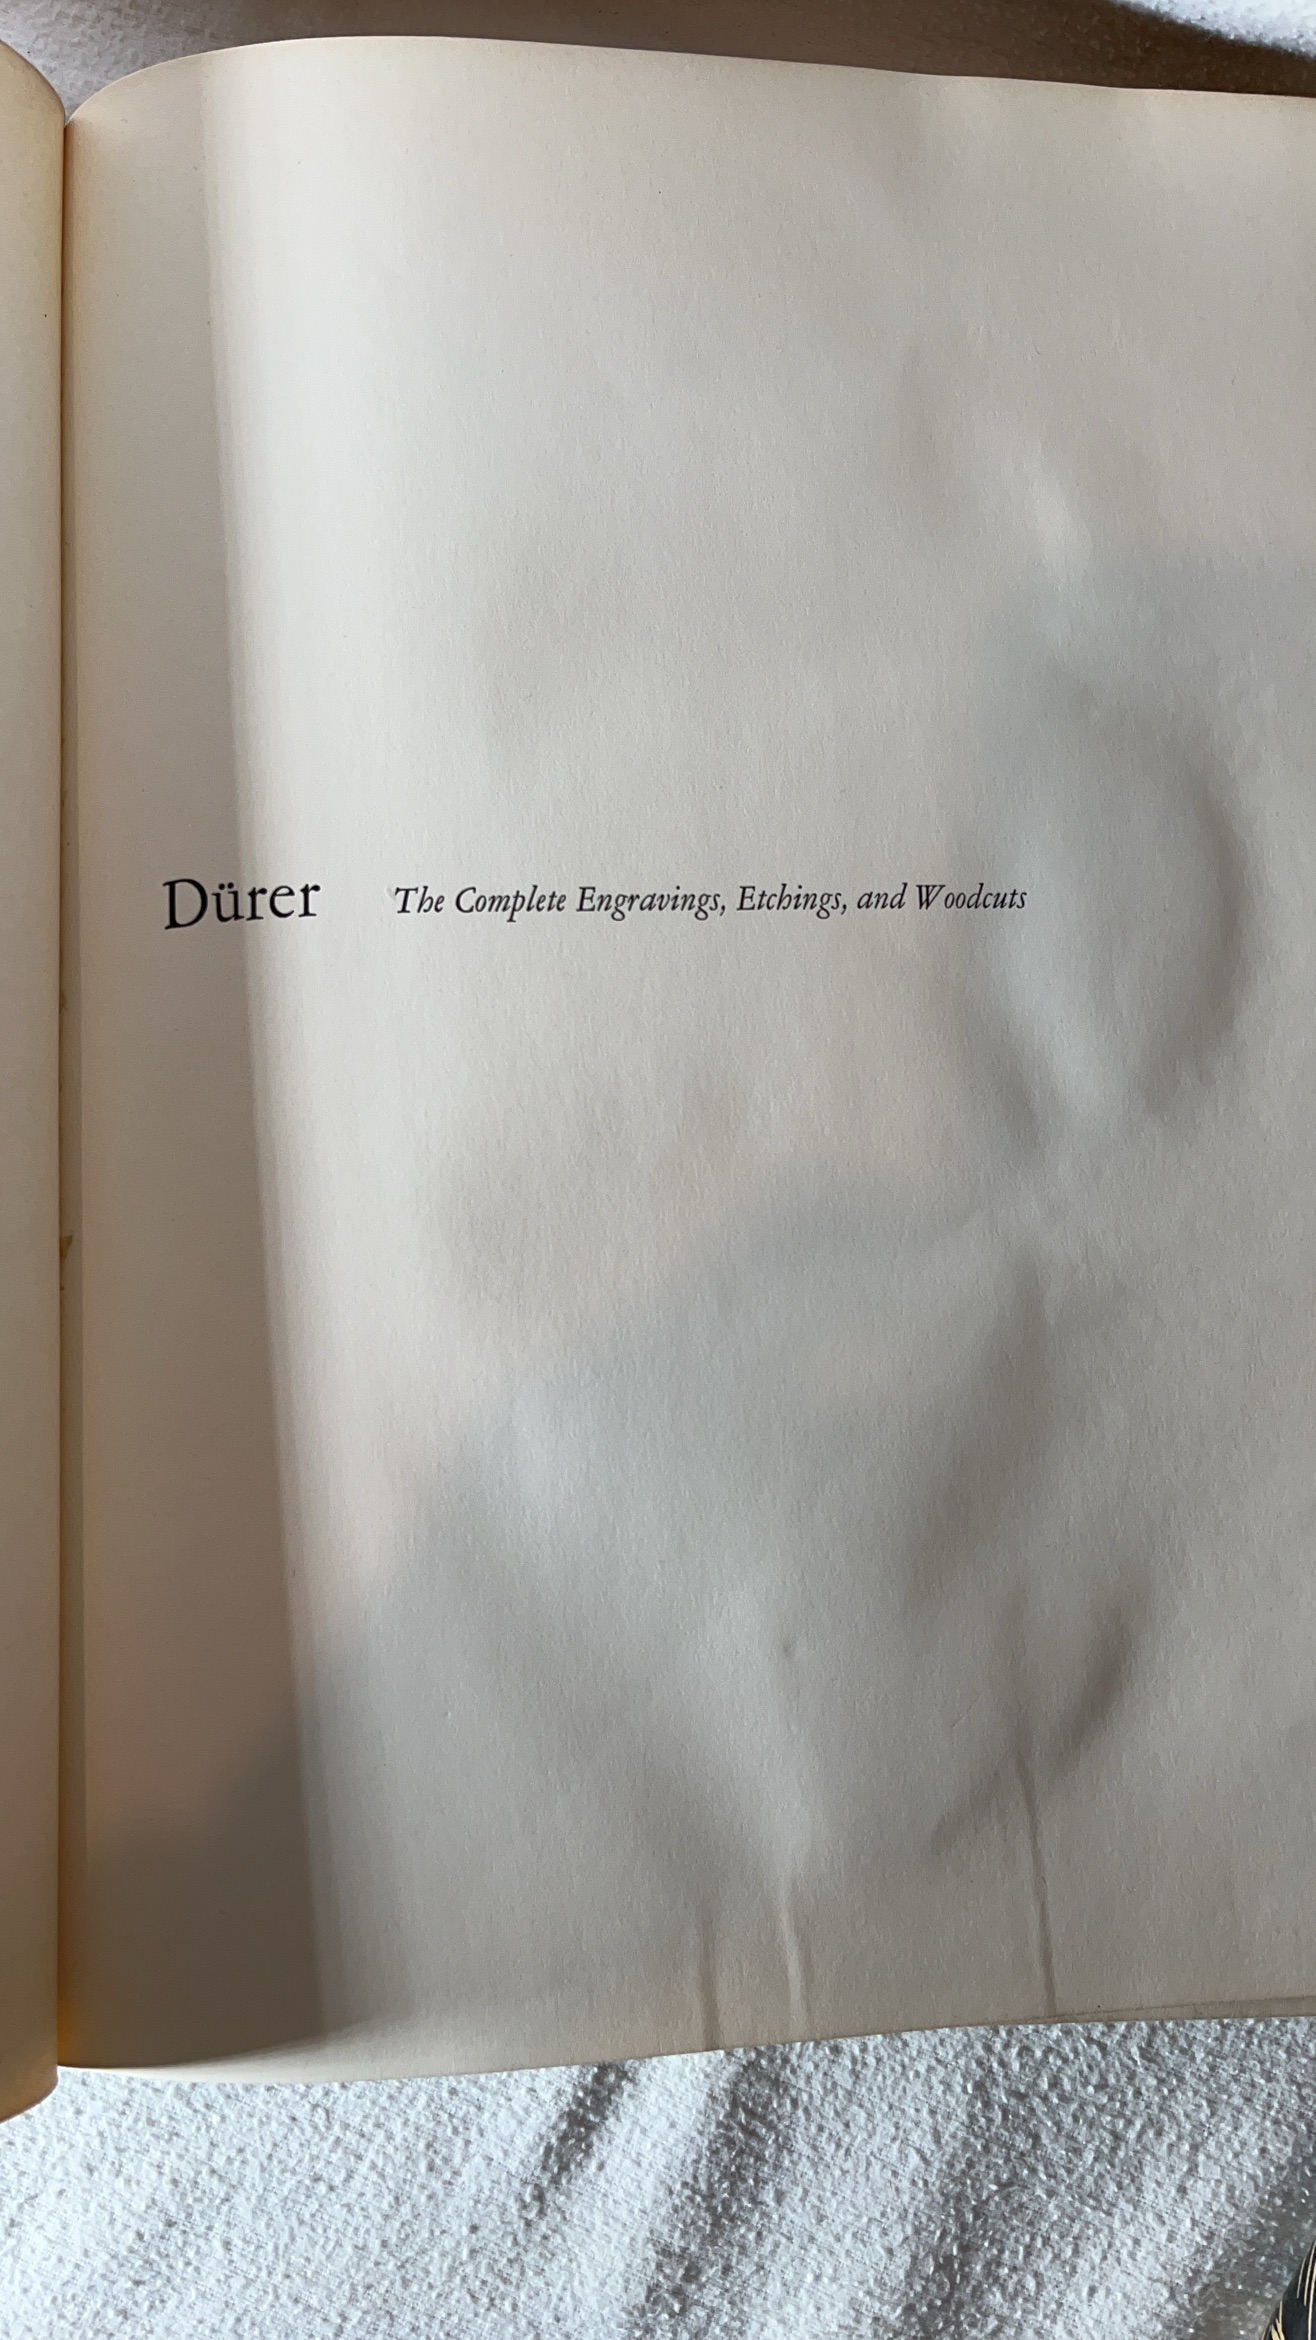 Dürer The Complete Engravings, Etchings, and Woodcuts